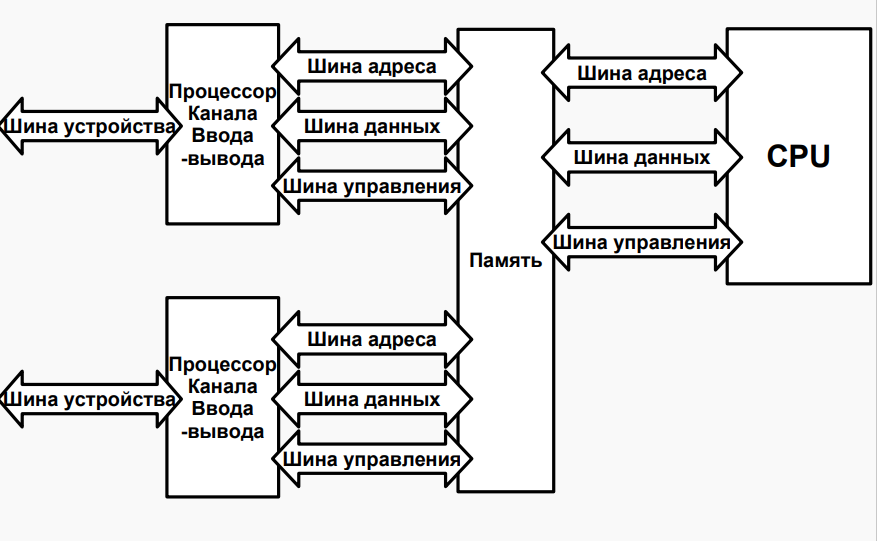 Шина устройства
Процессор
Канала
Ввода
-вывода
Шина адреса
Шина данных
Шина управления
Память
Шина адреса
Шина данных
Шина управления
CPU
Шина устройства
Процессор
Канала
Ввода
-вывода
Шина адреса
Шина данных
Шина управления